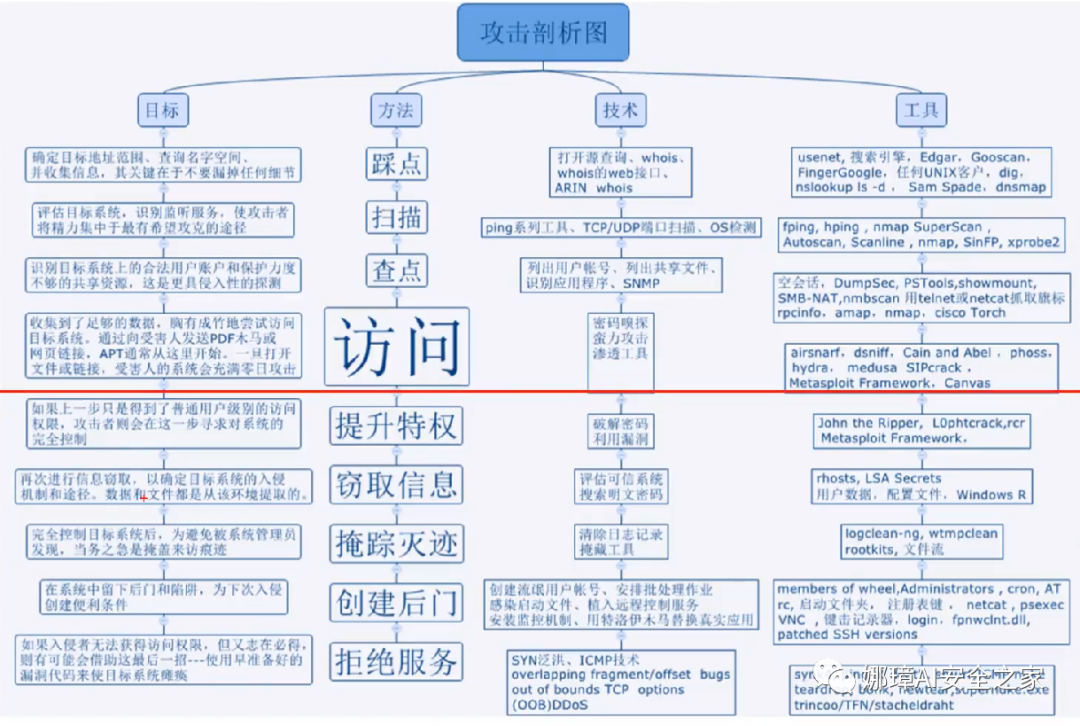 攻击剖析图
目标
方法
技术
工具
确定目标地址范围、查询名字空间、
并收集信息，其关键在于不要漏掉任何细节
踩点
打开源查询、whois、
whois的web接口、
ARIN whois
usenet, 搜索引擎，Edgar，Gooscan，
FingerGoogle，任何UNIX客户，dig，
nslookup ls -d ， Sam Spade，dnsmap
评估目标系统，识别监听服务，使攻击者
将精力集中于最有希望攻克的途径
扫描
ping系列工具、TCP/UDP端口扫描、OS检测
fping, hping , nmap SuperScan ,
Autoscan, Scanline , nmap, SinFP, xprobe2
识别目标系统上的合法用户账户和保护力度
不够的共享资源，这是更具侵入性的探测
查点
列出用户帐号、列出共享文件、
识别应用程序、SNMP
空会话，DumpSec, PSTools,showmount,
SMB-NAT,nmbscan 用telnet或netcat抓取旗标
rpcinfo，amap，nmap，cisco Torch
收集到了足够的数据，胸有成竹地尝试访问
目标系统。通过向受害人发送PDF木马或
网页链接，APT通常从这里开始。一旦打开
文件或链接，受害人的系统会充满零日攻击
访问
密码嗅探
蛮力攻击
渗透工具
airsnarf，dsniff，Cain and Abel ，phoss，
hydra， medusa SIPcrack ，
Metasploit Framework，Canvas
如果上一步只是得到了普通用户级别的访问
权限，攻击者则会在这一步寻求对系统的
完全控制
提升特权
破解密码
利用漏洞
John the Ripper， L0phtcrack,rcr
Metasploit Framework，
再次进行信息窃取，以确定目标系统的入侵
机制和途径。数据和文件都是从该环境提取的。
窃取信息
评估可信系统
搜索明文密码
rhosts, LSA Secrets
用户数据，配置文件，Windows R
完全控制目标系统后，为避免被系统管理员
发现，当务之急是掩盖来访痕迹
掩踪灭迹
清除日志记录
掩藏工具
logclean-ng, wtmpclean
rootkits, 文件流
在系统中留下后门和陷阱，为下次入侵
创建便利条件
创建后门
创建流氓用户帐号、安排批处理作业
感染启动文件、植入远程控制服务
安装监控机制、用特洛伊木马替换真实应用
members of wheel,Administrators , cron, AT
rc, 启动文件夹， 注册表键 ， netcat , psexec
VNC , 键击记录器，login，fpnwclnt.dll,
patched SSH versions
如果入侵者无法获得访问权限，但又志在必得，
则有可能会借助这最后一招---使用早准备好的
漏洞代码来使目标系统瘫痪
拒绝服务
SYN泛洪、ICMP技术
overlapping fragment/offset bugs
out of bounds TCP options
(OOB)DDoS
teardrop, bonk, newtear,supernuke.exe
trincoo/TFN/stacheldraht
娜璋AI安全之家